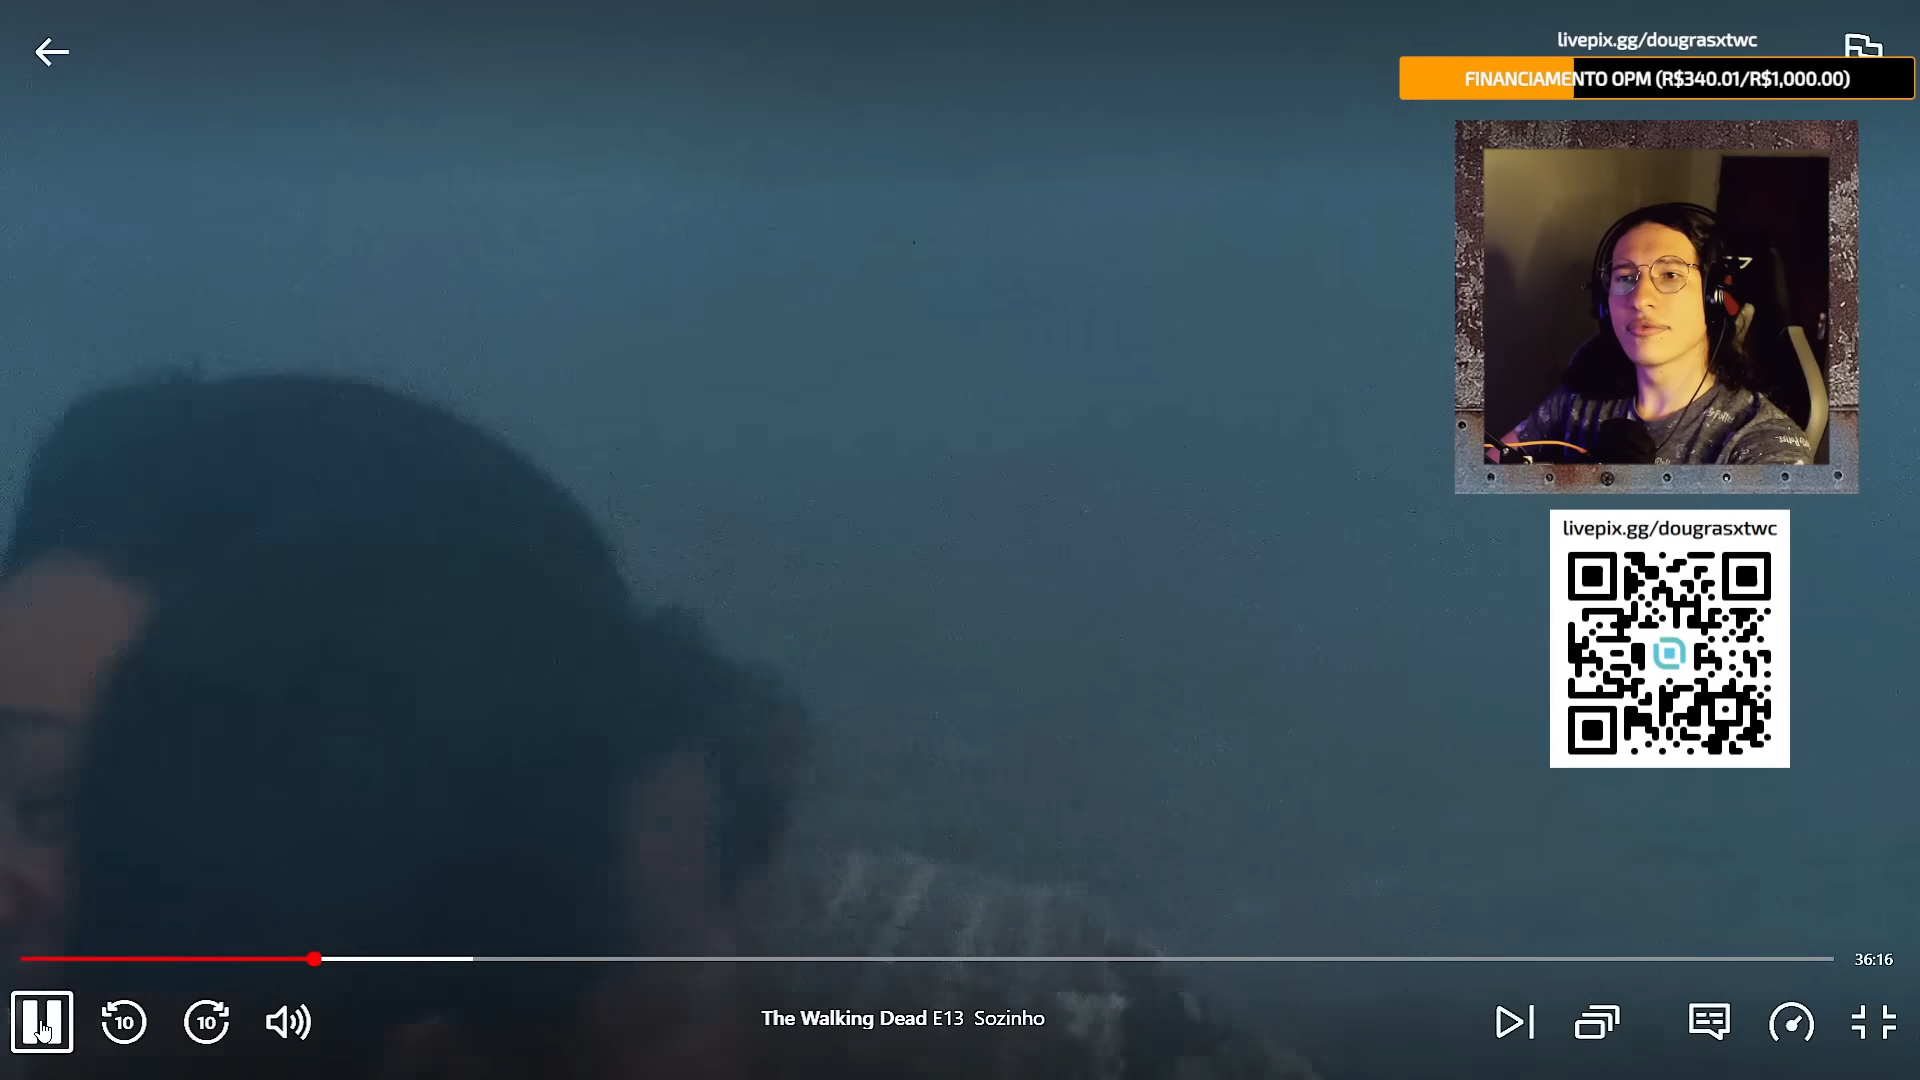 livepix.gg/dougrasxtwc
FINANCIAMENTO OPM (R$340.01/R$1,000.00)
livepix.gg/dougrasxtwc
36:16
10
10
The Walking Dead E13 Sozinho